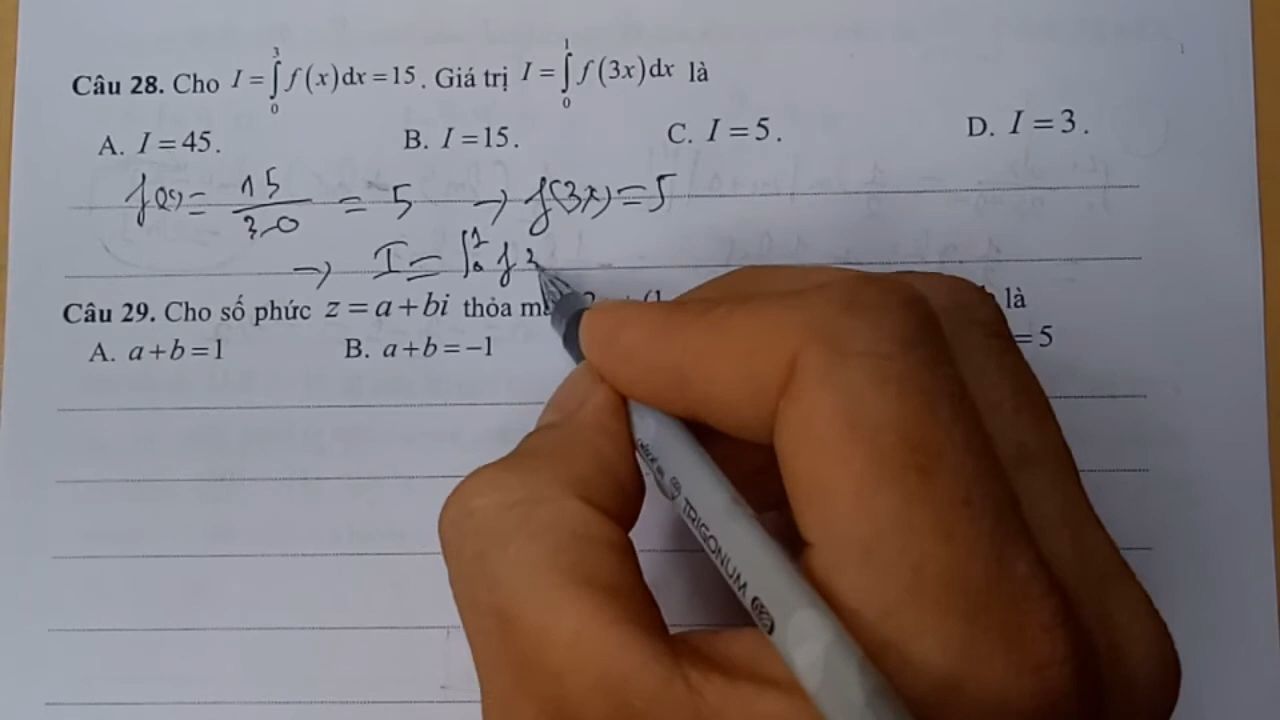 Câu 28. Cho I = ∫₀³ f(x)dx = 15. Giá trị I = ∫₀¹ f(3x)dx là
A. I = 45. B. I = 15. C. I = 5. D. I = 3.
f(x) = 15/(3-0) = 5 → f(3x) = 5
→ I = ∫₀¹ f 3
Câu 29. Cho số phức z = a + bi thỏa là
A. a + b = 1 B. a + b = −1 = 5
TRIGONUM